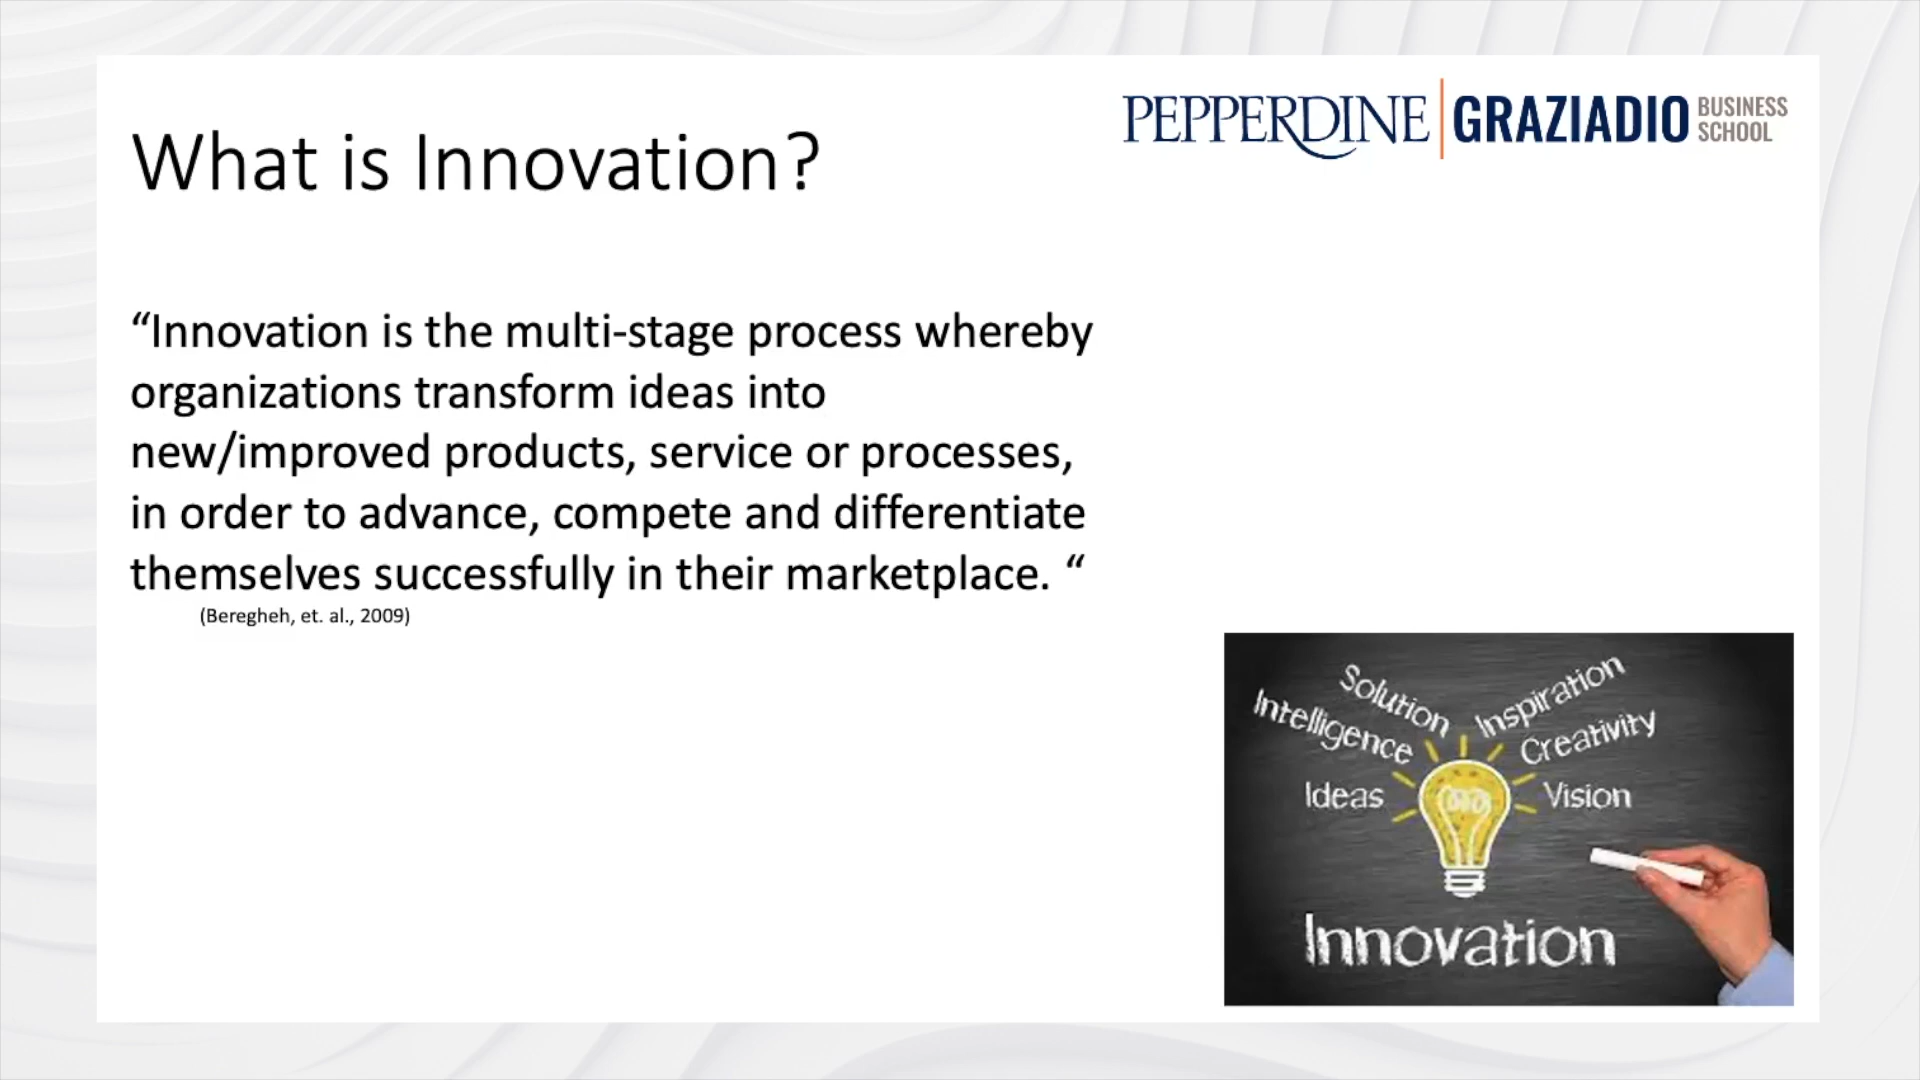 PEPPERDINE GRAZIADIO BUSINESS SCHOOL
What is Innovation?
“Innovation is the multi-stage process whereby
organizations transform ideas into
new/improved products, service or processes,
in order to advance, compete and differentiate
themselves successfully in their marketplace. “
(Beregheh, et. al., 2009)
Solution
Inspiration
Intelligence
Creativity
Ideas
Vision
Innovation